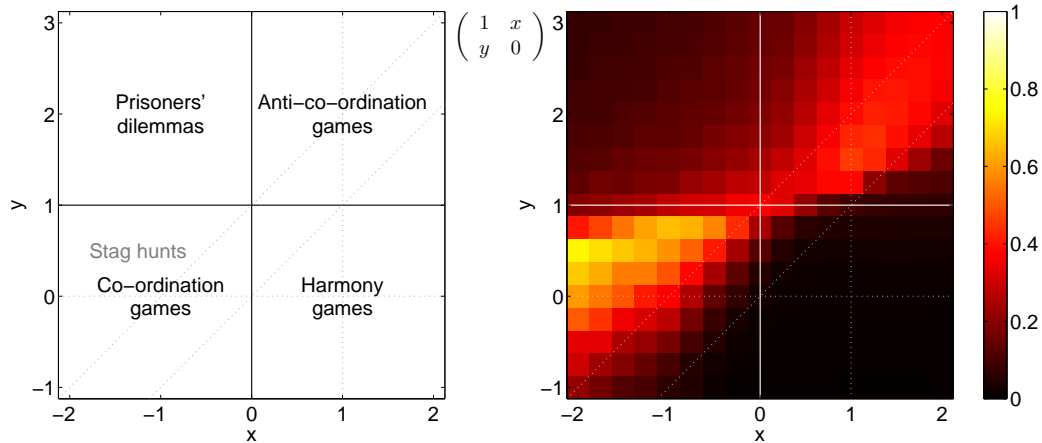 3
2
1
0
−1
y
Prisoners’
dilemmas
Anti−co−ordination
games
Stag hunts
Co−ordination
games
Harmony
games
−2 −1 0 1 2
x
1 x
y 0
3
2
1
0
−1
y
−2 −1 0 1 2
x
1
0.8
0.6
0.4
0.2
0